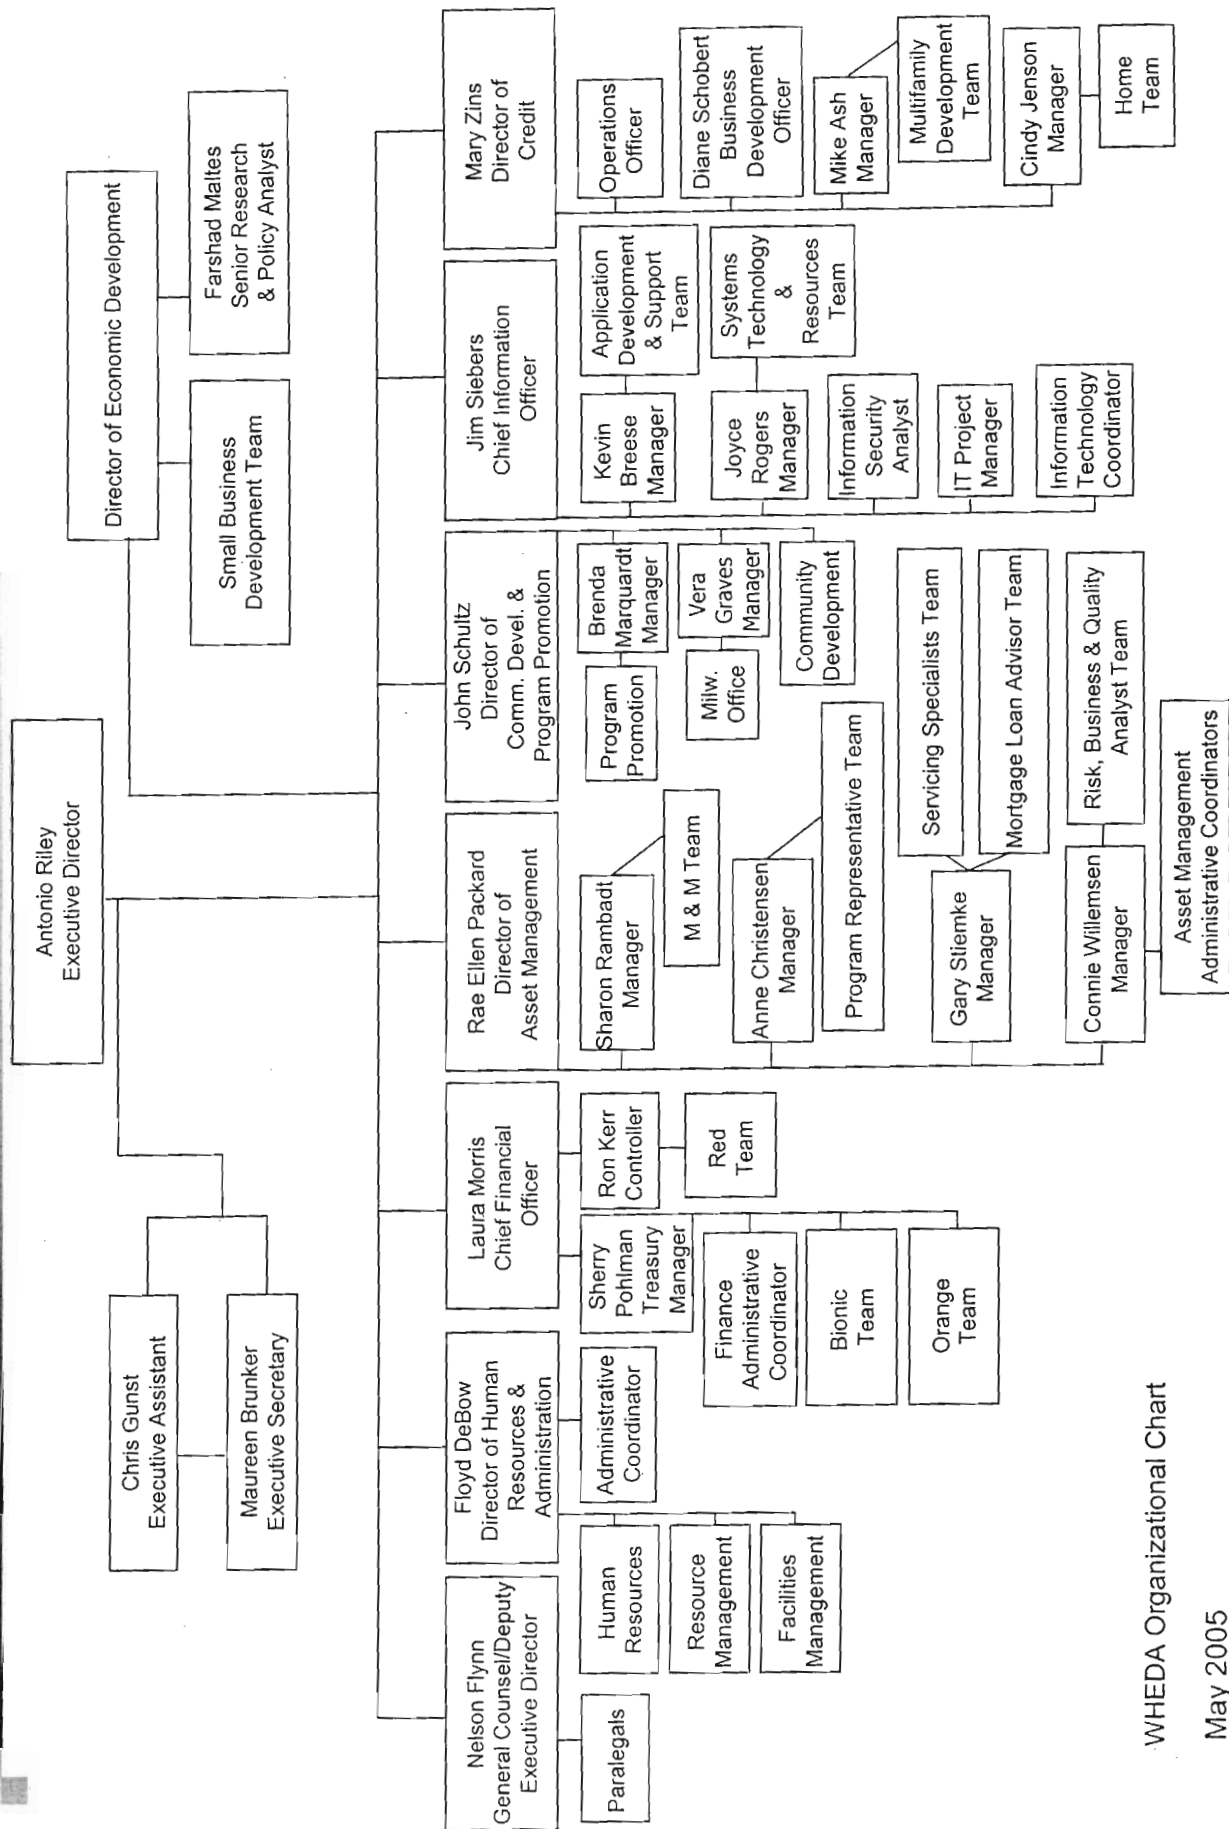 Antonio Riley
Executive Director
Chris Gunst
Executive Assistant
Maureen Brunker
Executive Secretary
Director of Economic Development
Small Business
Development Team
Farshad Maltes
Senior Research
& Policy Analyst
Nelson Flynn
General Counsel/Deputy
Executive Director
Paralegals
Floyd DeBow
Director of Human
Resources &
Administration
Administrative
Coordinator
Human
Resources
Resource
Management
Facilities
Management
Laura Morris
Chief Financial
Officer
Sherry
Pohlman
Treasury
Manager
Finance
Administrative
Coordinator
Bionic
Team
Orange
Team
Ron Kerr
Controller
Red
Team
Rae Ellen Packard
Director of
Asset Management
Sharon Rambadt
Manager
M & M Team
Anne Christensen
Manager
Program Representative Team
Gary Stiemke
Manager
Servicing Specialists Team
Mortgage Loan Advisor Team
Connie Willemsen
Manager
Risk, Business & Quality
Analyst Team
Asset Management
Administrative Coordinators
John Schultz
Director of
Comm. Devel. &
Program Promotion
Brenda
Marquardt
Manager
Program
Promotion
Vera
Graves
Manager
Milw.
Office
Community
Development
Jim Siebers
Chief Information
Officer
Kevin
Breese
Manager
Application
Development
& Support
Team
Joyce
Rogers
Manager
Systems
Technology
&
Resources
Team
Information
Security
Analyst
IT Project
Manager
Information
Technology
Coordinator
Mary Zins
Director of
Credit
Operations
Officer
Diane Schobert
Business
Development
Officer
Mike Ash
Manager
Multifamily
Development
Team
Cindy Jenson
Manager
Home
Team
WHEDA Organizational Chart
May 2005